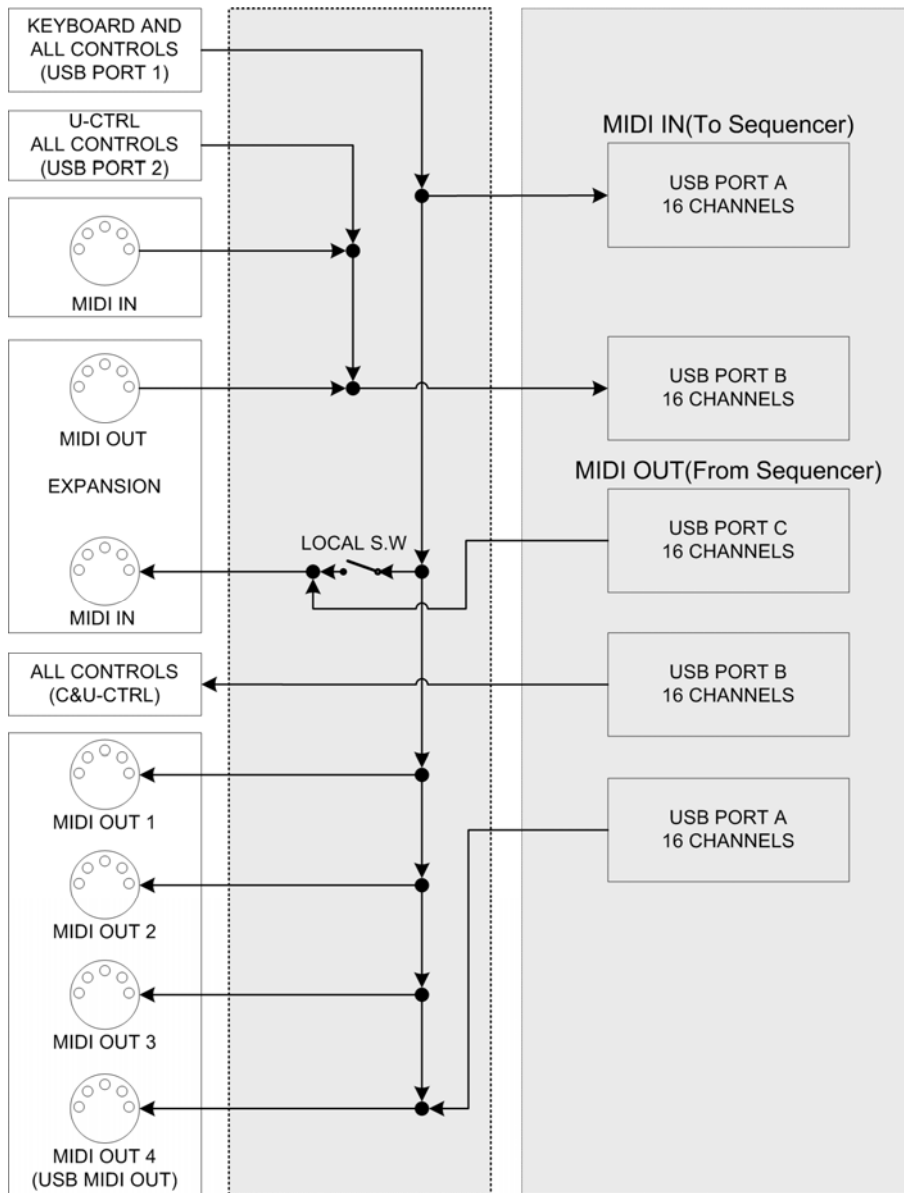 KEYBOARD AND
ALL CONTROLS
(USB PORT 1)
U-CTRL
ALL CONTROLS
(USB PORT 2)
MIDI IN
MIDI OUT
EXPANSION
MIDI IN
ALL CONTROLS
(C&U-CTRL)
MIDI OUT 1
MIDI OUT 2
MIDI OUT 3
MIDI OUT 4
(USB MIDI OUT)
LOCAL S.W
MIDI IN(To Sequencer)
USB PORT A
16 CHANNELS
USB PORT B
16 CHANNELS
MIDI OUT(From Sequencer)
USB PORT C
16 CHANNELS
USB PORT B
16 CHANNELS
USB PORT A
16 CHANNELS